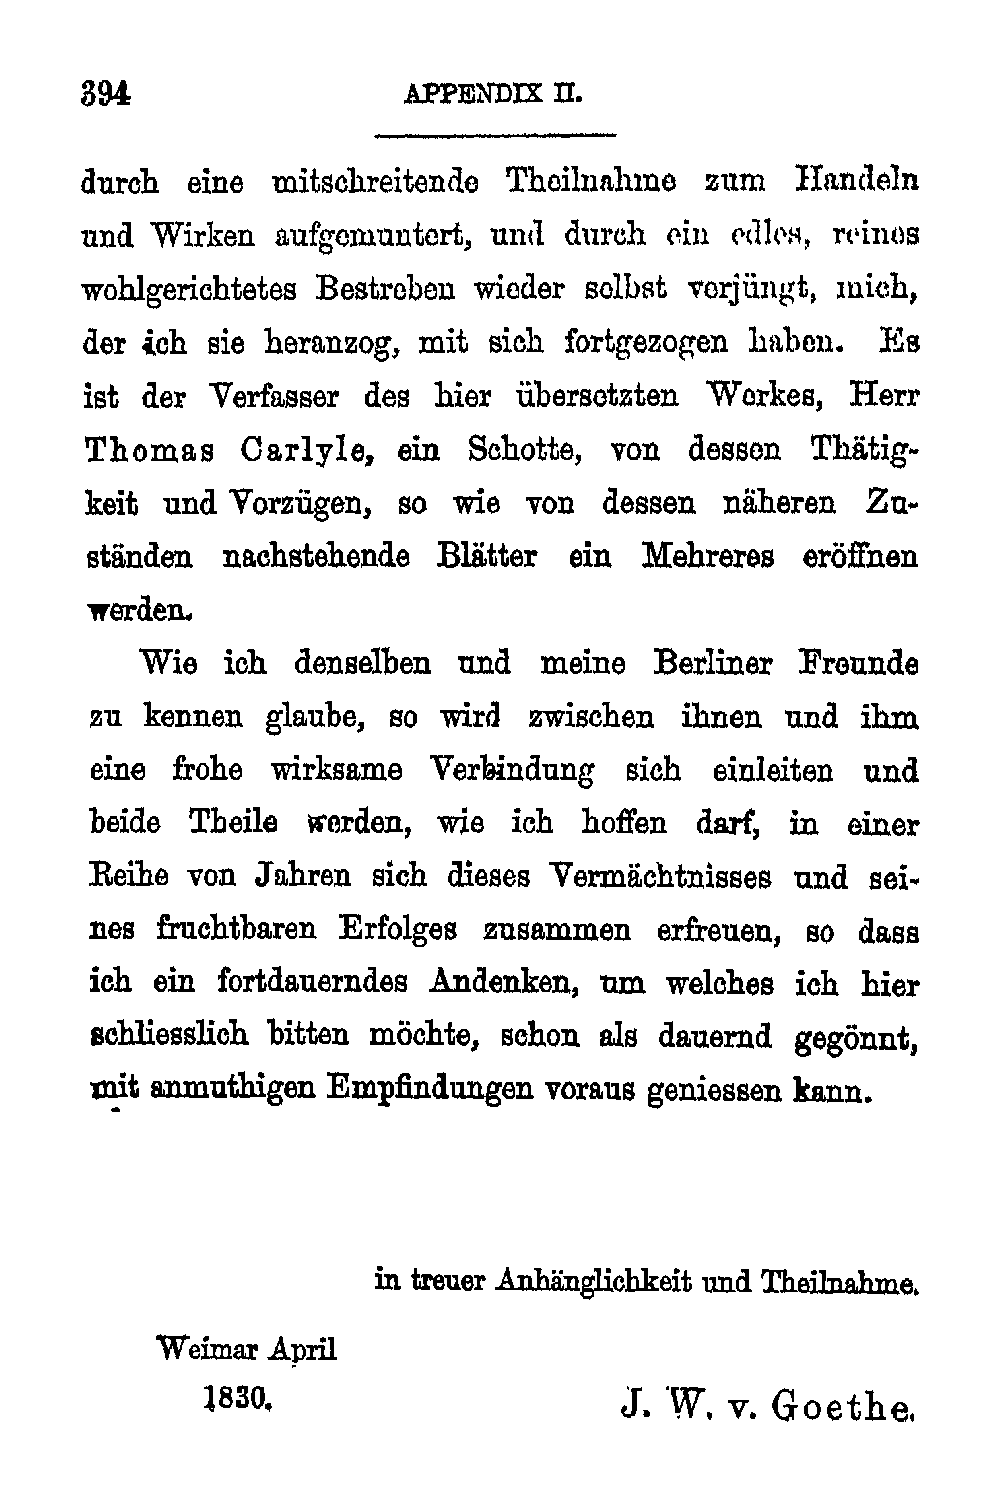 394
APPENDIX II.
durch eine mitschreitende Theilnahme zum Handeln
und Wirken aufgemuntert, und durch ein edles, reines
wohlgerichtetes Bestreben wieder selbst verjüngt, mich,
der ich sie heranzog, mit sich fortgezogen haben. Es
ist der Verfasser des hier übersetzten Werkes, Herr
Thomas Carlyle, ein Schotte, von dessen Thätig-
keit und Vorzügen, so wie von dessen näheren Zu-
ständen nachstehende Blätter ein Mehreres eröffnen
werden.
Wie ich denselben und meine Berliner Freunde
zu kennen glaube, so wird zwischen ihnen und ihm
eine frohe wirksame Verbindung sich einleiten und
beide Theile werden, wie ich hoffen darf, in einer
Reihe von Jahren sich dieses Vermächtnisses und sei-
nes fruchtbaren Erfolges zusammen erfreuen, so dass
ich ein fortdauerndes Andenken, um welches ich hier
schliesslich bitten möchte, schon als dauernd gegönnt,
mit anmuthigen Empfindungen voraus geniessen kann.
in treuer Anhänglichkeit und Theilnahme.
Weimar April
1830.
J. W. v. Goethe.